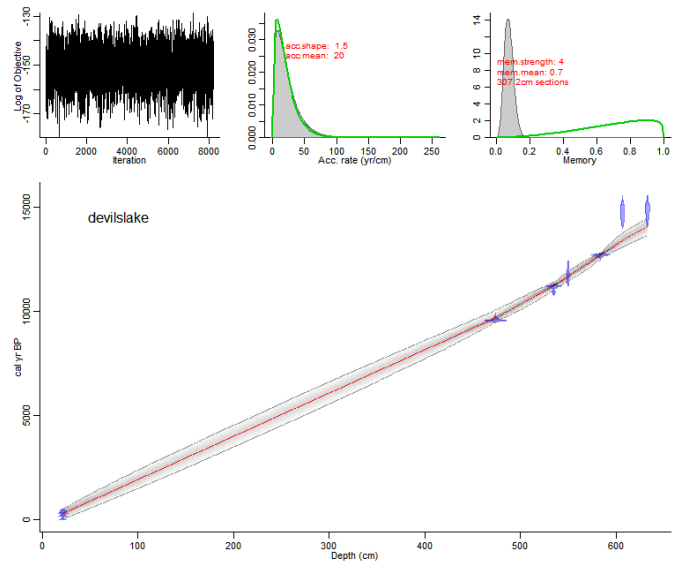 -130
-150
-170
Log of Objective
0 2000 4000 6000 8000
Iteration
0.030
0.015
0.000
acc.shape: 1.5
acc.mean: 20
0 50 100 150 200 250
Acc. rate (yr/cm)
14
12
8
6
4
2
0
mem.strength: 4
mem.mean: 0.7
307 2cm sections
0.0 0.2 0.4 0.6 0.8 1.0
Memory
devilslake
15000
10000
5000
0
cal yr BP
0 100 200 300 400 500 600
Depth (cm)